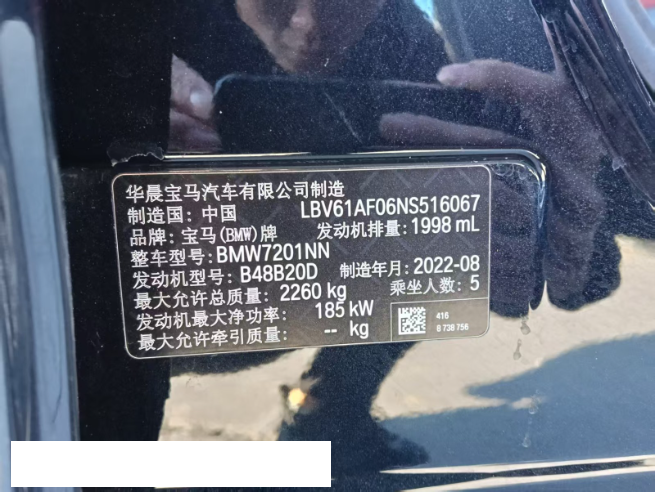 华晨宝马汽车有限公司制造
制造国: 中国 LBV61AF06NS516067
品牌: 宝马(BMW)牌 发动机排量: 1998 mL
整车型号: BMW7201NN
发动机型号: B48B20D 制造年月: 2022-08
最大允许总质量: 2260 kg 乘坐人数: 5
发动机最大净功率: 185 kW
最大允许牵引质量: -- kg
416
B 738 756